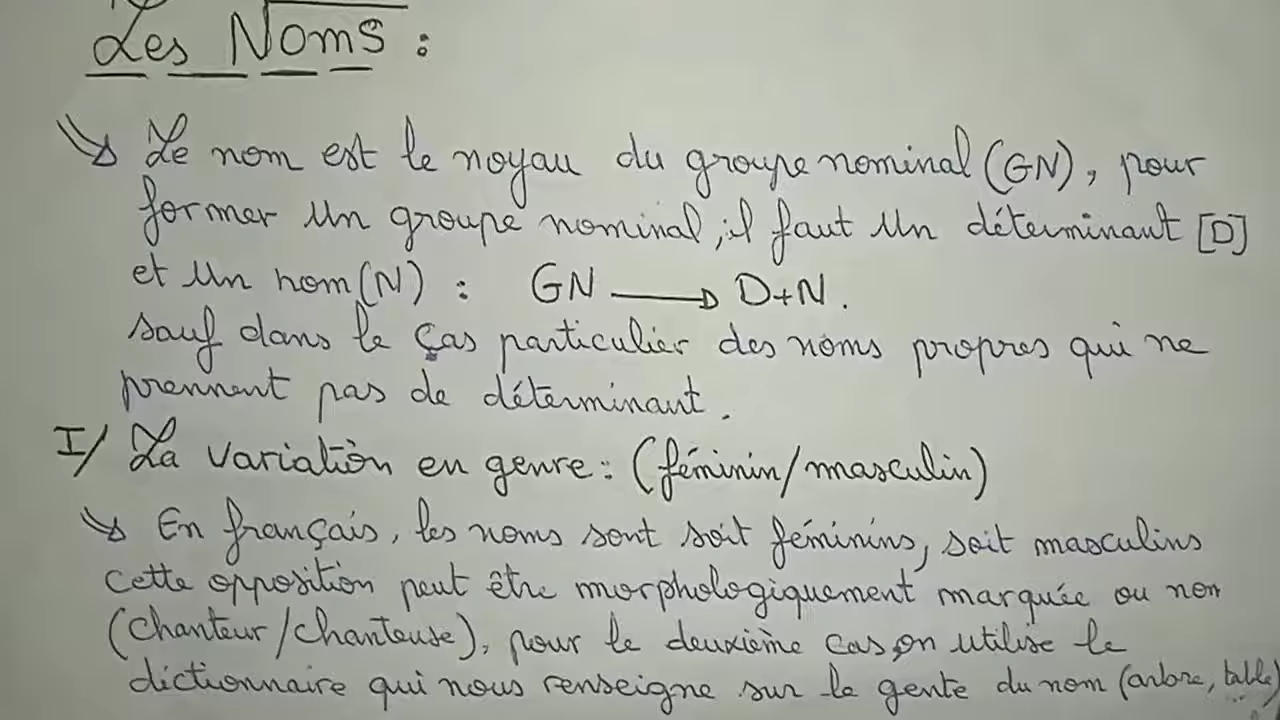 Les Noms :
Le nom est le noyau du groupe nominal (GN), pour
former un groupe nominal, il faut un déterminant [D]
et un nom (N) : GN → D+N.
sauf dans le ças particulier des noms propres qui ne
prennent pas de déterminant.
I/ La variation en genre : (féminin/masculin)
En français, les noms sont soit féminins, soit masculins
cette opposition peut être morphologiquement marquée ou non
(chanteur/chanteuse), pour le deuxième cas, on utilise le
dictionnaire qui nous renseigne sur le gente du nom (arbre, table)